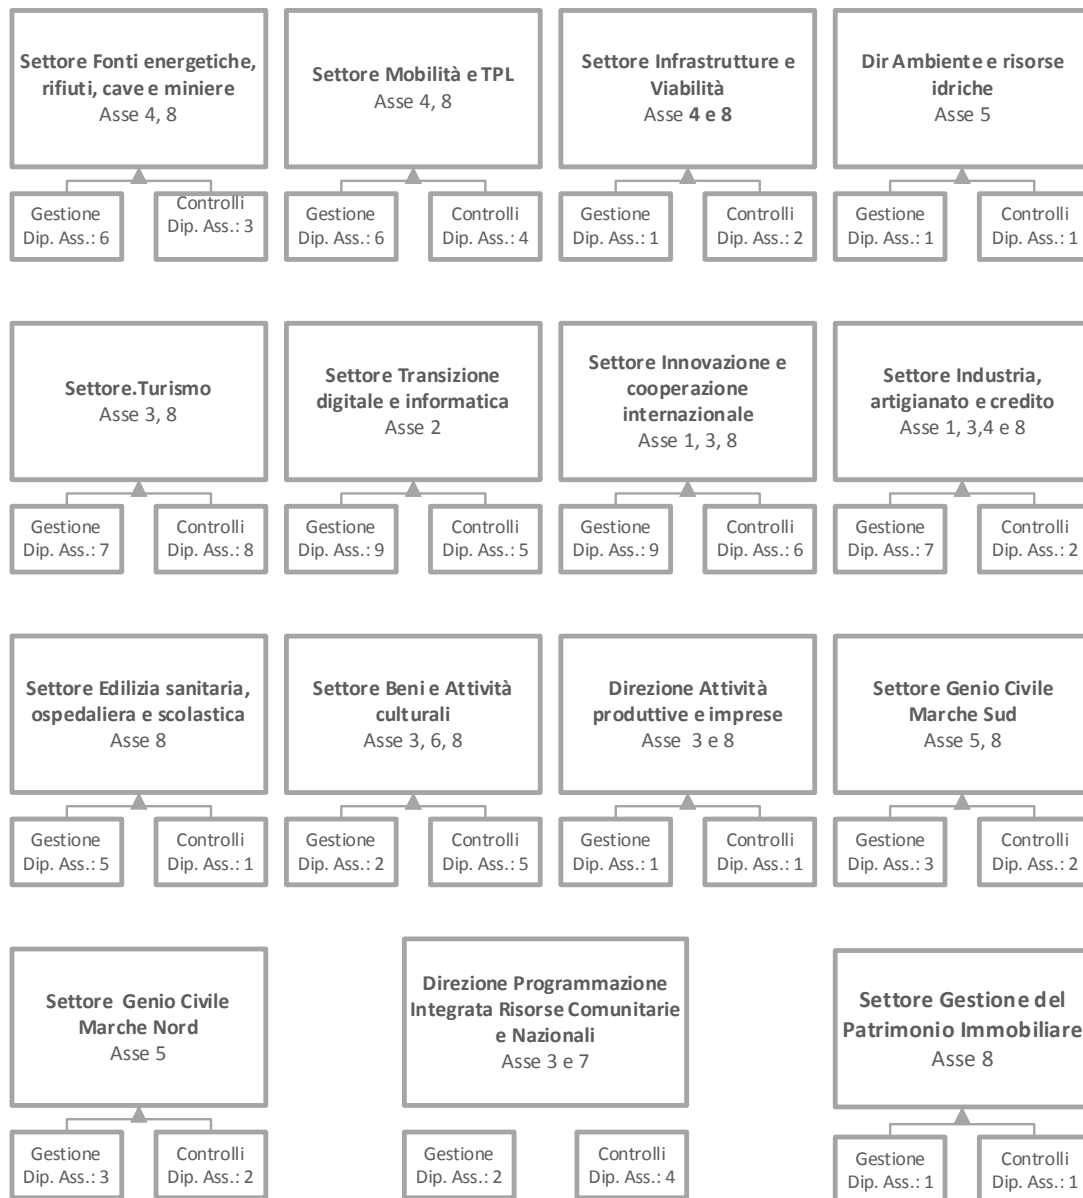 Settore Fonti energetiche,
rifiuti, cave e miniere
Asse 4, 8
Gestione
Dip. Ass.: 6
Controlli
Dip. Ass.: 3
Settore Mobilità e TPL
Asse 4, 8
Gestione
Dip. Ass.: 6
Controlli
Dip. Ass.: 4
Settore Infrastrutture e
Viabilità
Asse 4 e 8
Gestione
Dip. Ass.: 1
Controlli
Dip. Ass.: 2
Dir Ambiente e risorse
idriche
Asse 5
Gestione
Dip. Ass.: 1
Controlli
Dip. Ass.: 1
Settore.Turismo
Asse 3, 8
Gestione
Dip. Ass.: 7
Controlli
Dip. Ass.: 8
Settore Transizione
digitale e informatica
Asse 2
Gestione
Dip. Ass.: 9
Controlli
Dip. Ass.: 5
Settore Innovazione e
cooperazione
internazionale
Asse 1, 3, 8
Gestione
Dip. Ass.: 9
Controlli
Dip. Ass.: 6
Settore Industria,
artigianato e credito
Asse 1, 3,4 e 8
Gestione
Dip. Ass.: 7
Controlli
Dip. Ass.: 2
Settore Edilizia sanitaria,
ospedaliera e scolastica
Asse 8
Gestione
Dip. Ass.: 5
Controlli
Dip. Ass.: 1
Settore Beni e Attività
culturali
Asse 3, 6, 8
Gestione
Dip. Ass.: 2
Controlli
Dip. Ass.: 5
Direzione Attività
produttive e imprese
Asse 3 e 8
Gestione
Dip. Ass.: 1
Controlli
Dip. Ass.: 1
Settore Genio Civile
Marche Sud
Asse 5, 8
Gestione
Dip. Ass.: 3
Controlli
Dip. Ass.: 2
Settore Genio Civile
Marche Nord
Asse 5
Gestione
Dip. Ass.: 3
Controlli
Dip. Ass.: 2
Direzione Programmazione
Integrata Risorse Comunitarie
e Nazionali
Asse 3 e 7
Gestione
Dip. Ass.: 2
Controlli
Dip. Ass.: 4
Settore Gestione del
Patrimonio Immobiliare
Asse 8
Gestione
Dip. Ass.: 1
Controlli
Dip. Ass.: 1